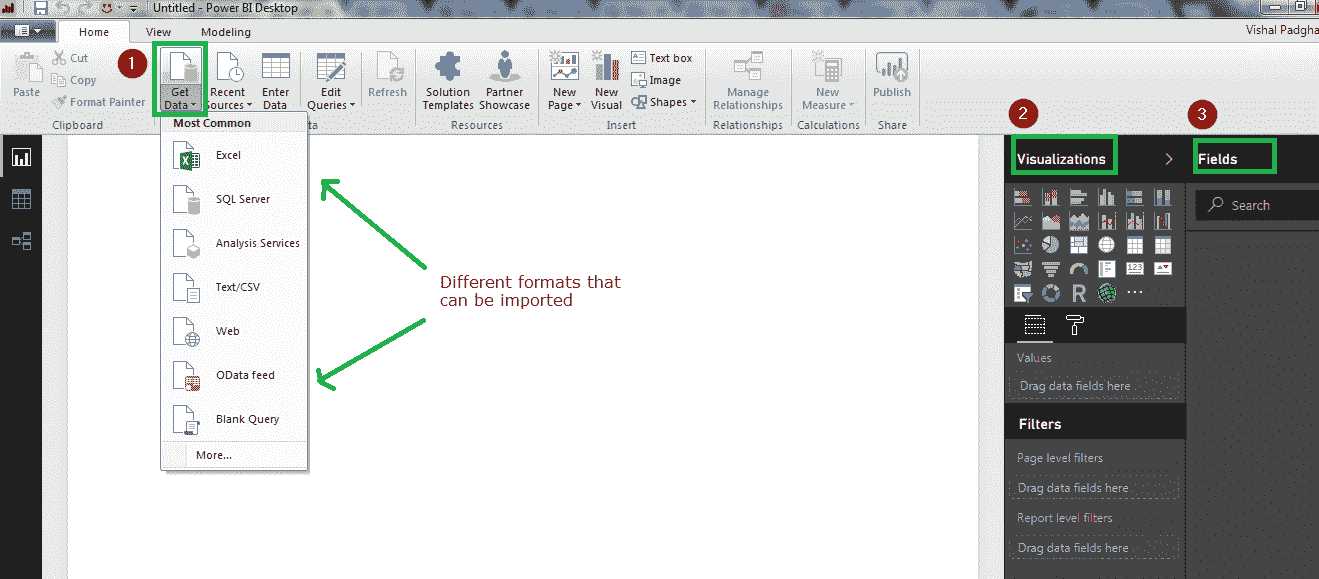 Untitled - Power BI Desktop
Home View Modeling
Vishal Padgha
1
Paste
Cut
Copy
Format Painter
Clipboard
Get Data
Recent Sources
Enter Data
Edit Queries
ta
Refresh
Solution Templates
Partner Showcase
Resources
New Page
New Visual
Text box
Image
Shapes
Insert
Manage Relationships
Relationships
New Measure
Calculations
Publish
Share
Most Common
Excel
SQL Server
Analysis Services
Text/CSV
Web
OData feed
Blank Query
More...
Different formats that
can be imported
2
Visualizations
R
123
Values
Drag data fields here
Filters
Page level filters
Drag data fields here
Report level filters
Drag data fields here
3
Fields
Search